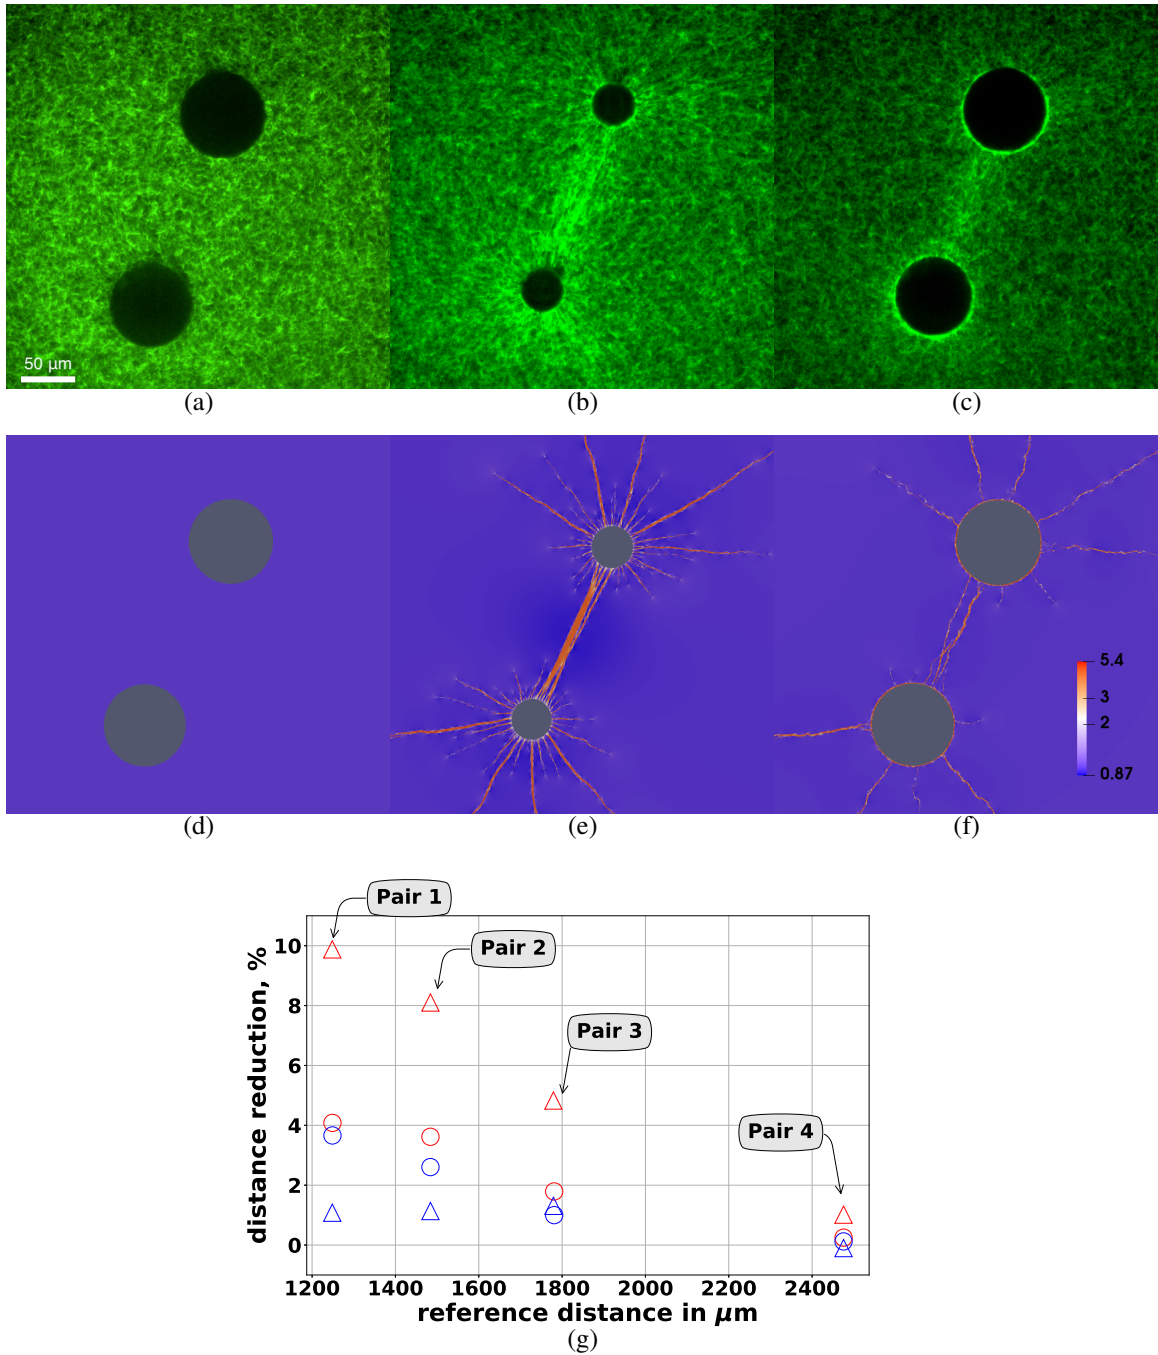 50 µm
(a)
(b)
(c)
5.4
3
2
0.87
(d)
(e)
(f)
Pair 1
Pair 2
Pair 3
Pair 4
distance reduction, %
10
8
6
4
2
0
1200 1400 1600 1800 2000 2200 2400
reference distance in µm
(g)